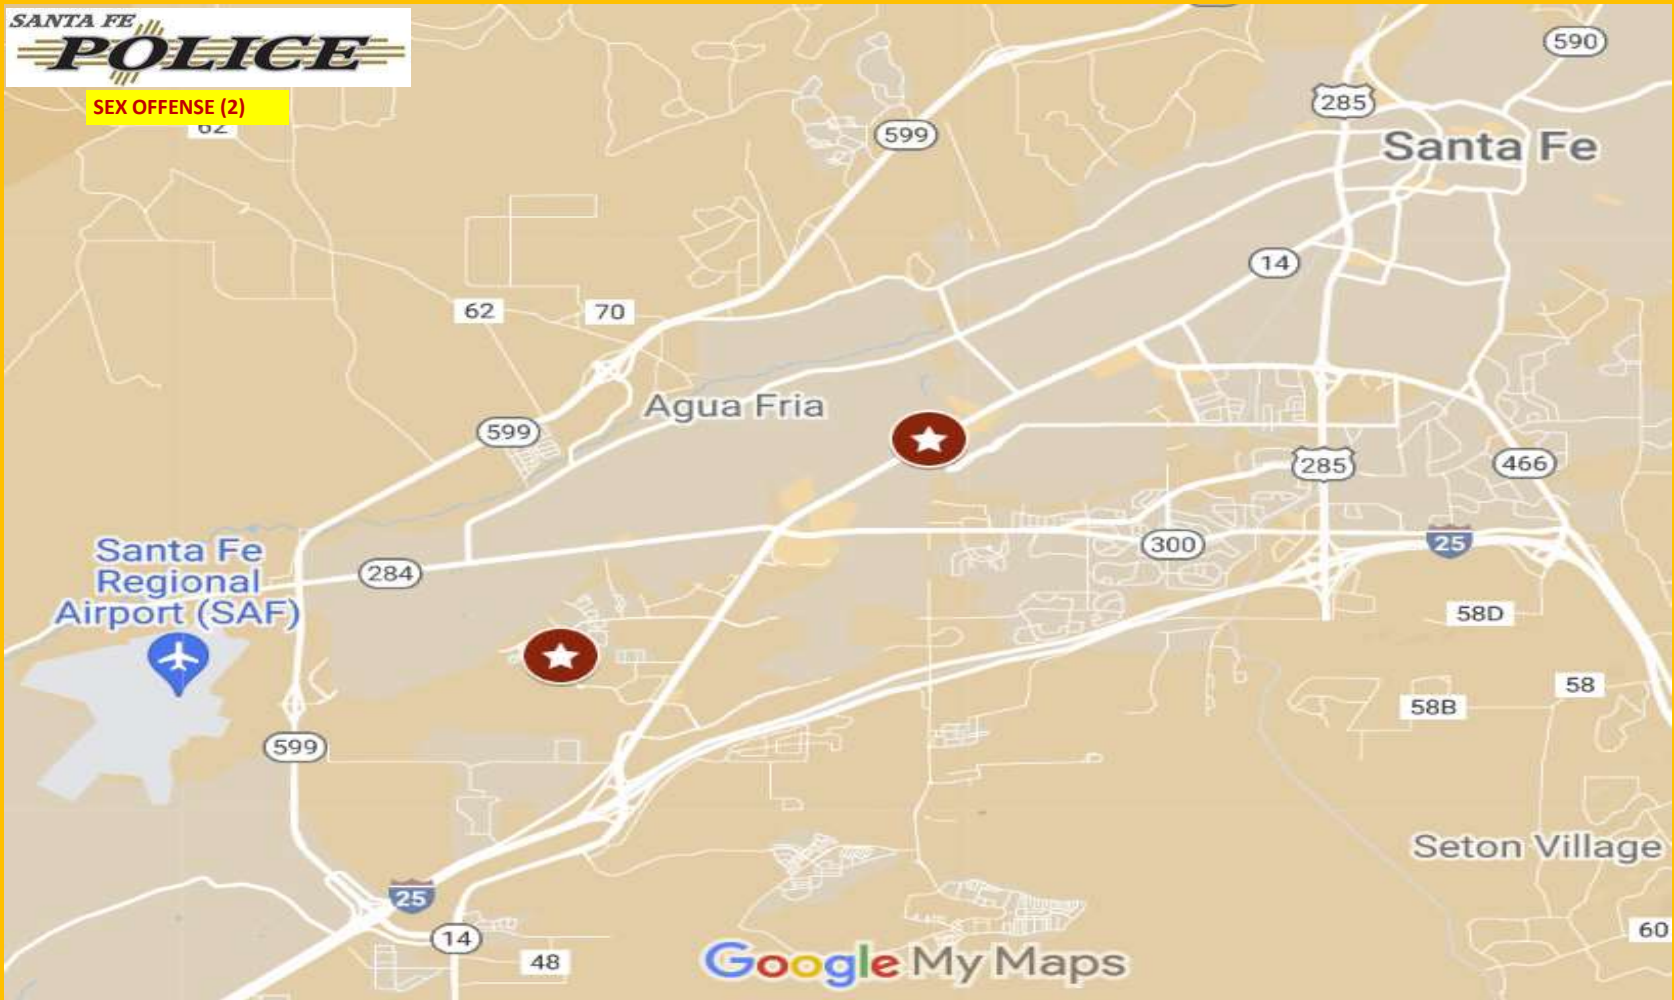 SANTA FE
POLICE
SEX OFFENSE (2)
62
590
285
599
Santa Fe
14
62
70
Agua Fria
599
285
466
Santa Fe
Regional
Airport (SAF)
284
300
25
58D
58
58B
599
Seton Village
25
14
48
60
Google My Maps